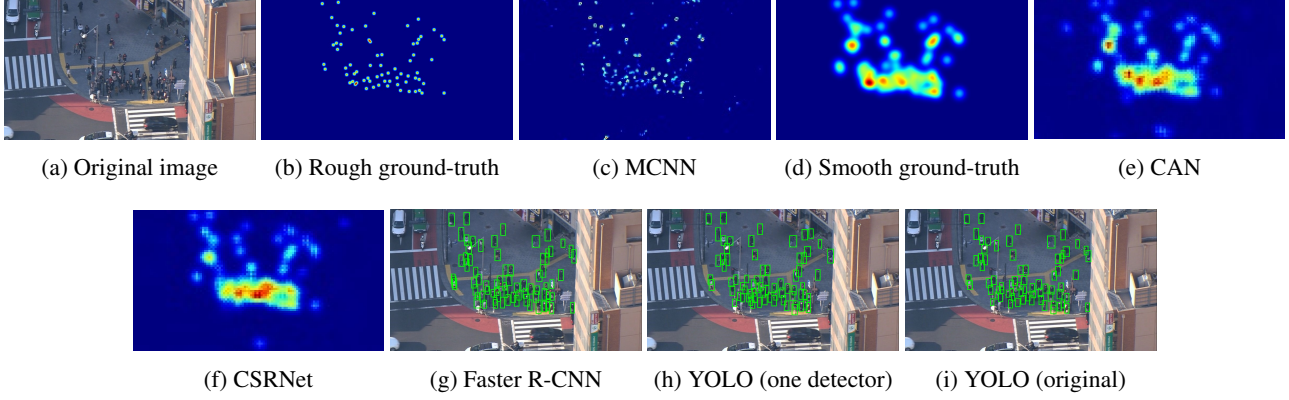 (a) Original image
(b) Rough ground-truth
(c) MCNN
(d) Smooth ground-truth
(e) CAN
(f) CSRNet
(g) Faster R-CNN
(h) YOLO (one detector)
(i) YOLO (original)